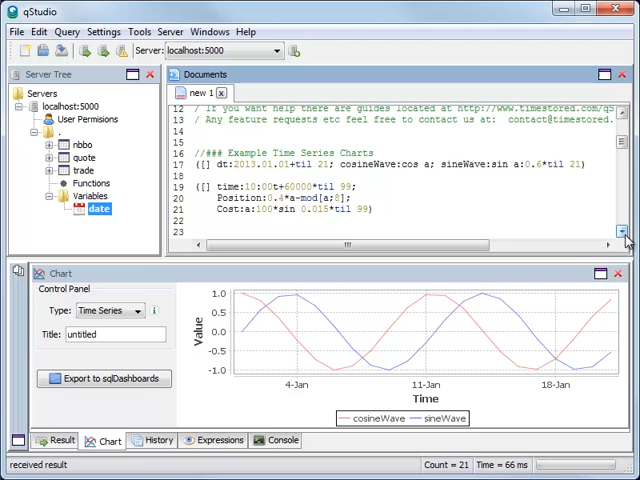 qStudio
File Edit Query Settings Tools Server Windows Help
Server: localhost:5000
Server Tree
Documents
Servers
localhost:5000
User Permisions
.
nbbo
quote
trade
Functions
Variables
date
new 1
12 / If you want help there are guides located at http://www.timestored.com/qS
13 / Any feature requests etc feel free to contact us at: contact@timestored.
14
15
16 //### Example Time Series Charts
17 ([] dt:2013.01.01+til 21; cosineWave:cos a; sineWave:sin a:0.6*til 21)
18
19 ([] time:10:00t+60000*til 99;
20 Position:0.4*a-mod[a;8];
21 Cost:a:100*sin 0.015*til 99)
22
23
Chart
Control Panel
Type: Time Series
i
Title: untitled
Export to sqlDashboards
Value
1.0
0.5
0.0
-0.5
-1.0
4-Jan 11-Jan 18-Jan
Time
cosineWave sineWave
Result Chart History Expressions Console
received result
Count = 21 Time = 66 ms